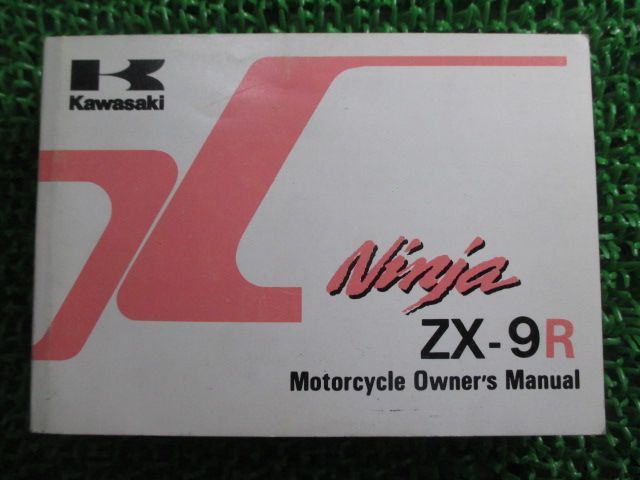 Kawasaki
Ninja
ZX-9R
Motorcycle Owner's Manual